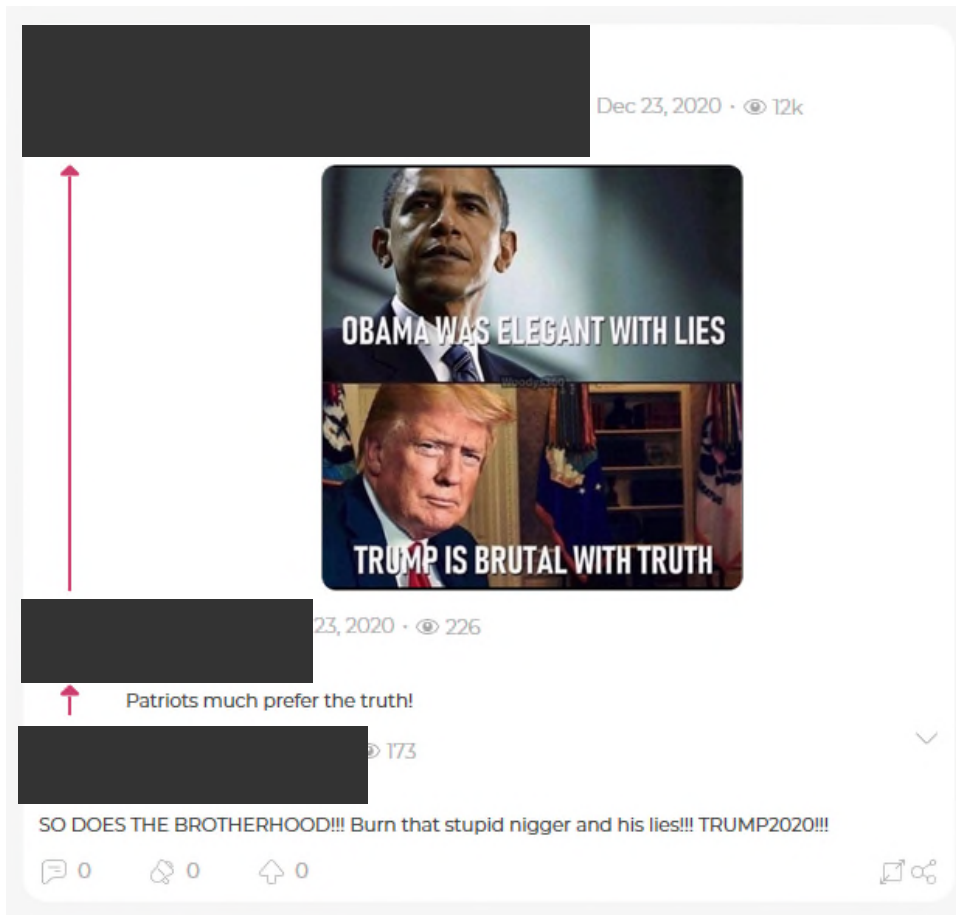 Dec 23, 2020 · 12k
OBAMA WAS ELEGANT WITH LIES
TRUMP IS BRUTAL WITH TRUTH
23, 2020 · 226
Patriots much prefer the truth!
173
SO DOES THE BROTHERHOOD!!! Burn that stupid nigger and his lies!!! TRUMP2020!!!
0 0 0